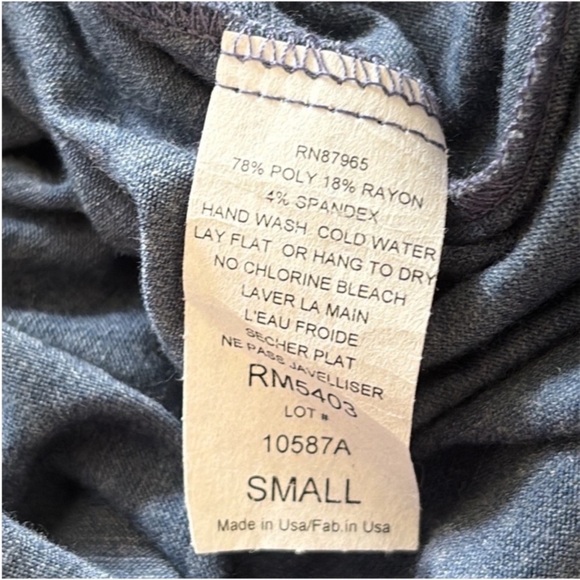 RN87965
78% POLY 18% RAYON
4% SPANDEX
HAND WASH COLD WATER
LAY FLAT OR HANG TO DRY
NO CHLORINE BLEACH
LAVER LA MAIN
L'EAU FROIDE
SECHER PLAT
NE PASS JAVELLISER
RM5403
LOT #
10587A
SMALL
Made in Usa/Fab.in Usa